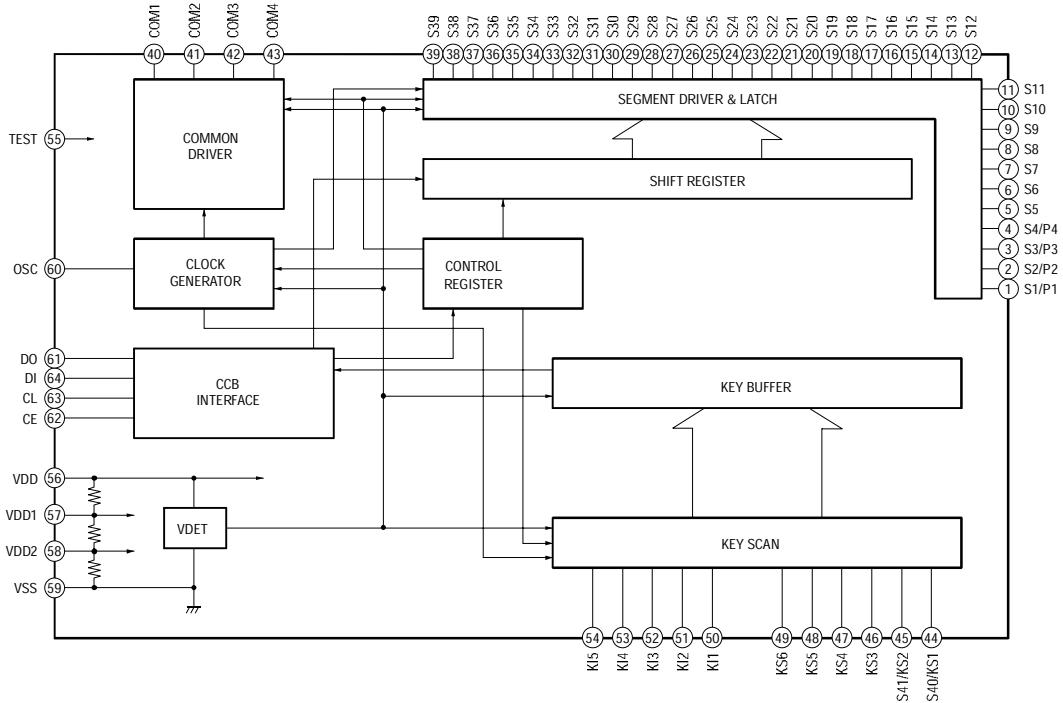 COM1 COM2 COM3 COM4 S39 S38 S37 S36 S35 S34 S33 S32 S31 S30 S29 S28 S27 S26 S25 S24 S23 S22 S21 S20 S19 S18 S17 S16 S15 S14 S13 S12
40 41 42 43 39 38 37 36 35 34 33 32 31 30 29 28 27 26 25 24 23 22 21 20 19 18 17 16 15 14 13 12
TEST 55
COMMON
DRIVER
SEGMENT DRIVER & LATCH
SHIFT REGISTER
11 S11
10 S10
9 S9
8 S8
7 S7
6 S6
5 S5
4 S4/P4
3 S3/P3
2 S2/P2
1 S1/P1
OSC 60
CLOCK
GENERATOR
CONTROL
REGISTER
DO 61
DI 64
CL 63
CE 62
CCB
INTERFACE
KEY BUFFER
VDD 56
VDD1 57
VDD2 58
VSS 59
VDET
KEY SCAN
54 53 52 51 50 49 48 47 46 45 44
KI5 KI4 KI3 KI2 KI1 KS6 KS5 KS4 KS3 S41/KS2 S40/KS1